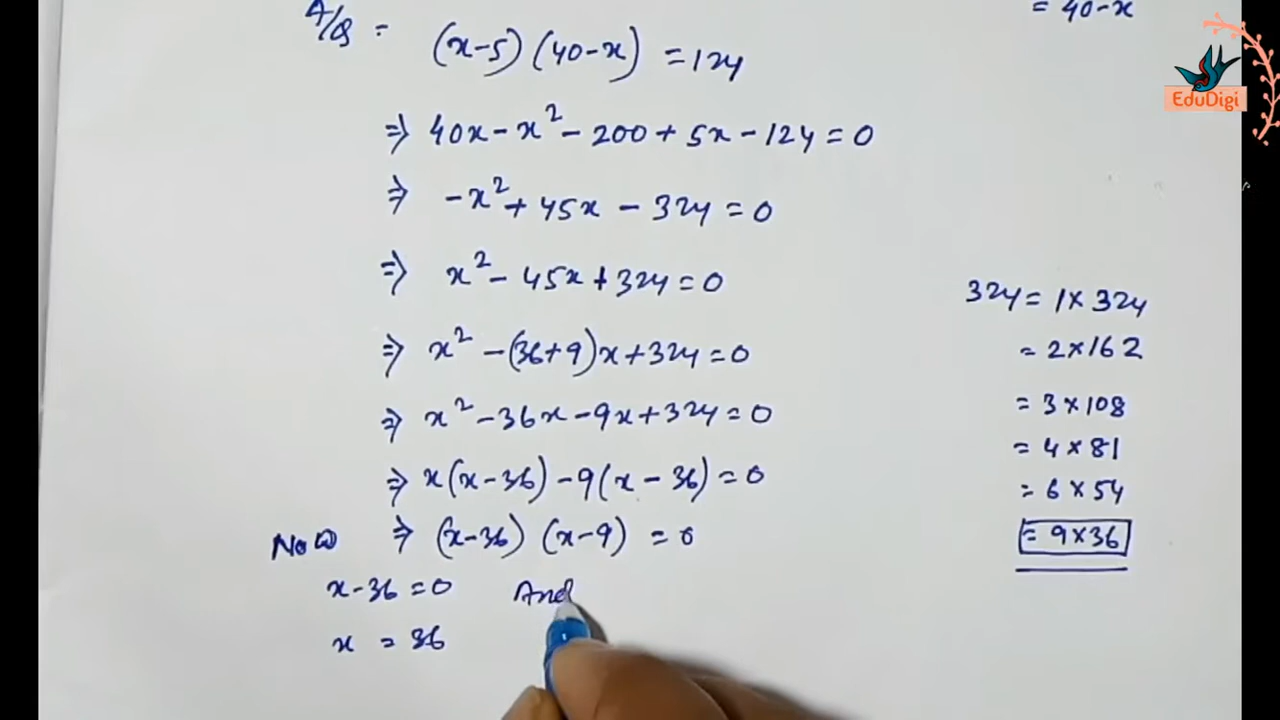 = 40-x
A/Q =
(x-5) (40-x) = 124
EduDigi
⇒ 40x - x² - 200 + 5x - 124 = 0
⇒ -x² + 45x - 324 = 0
⇒ x² - 45x + 324 = 0
⇒ x² - (36+9)x + 324 = 0
⇒ x² - 36x - 9x + 324 = 0
⇒ x(x-36) - 9(x-36) = 0
Now ⇒ (x-36) (x-9) = 0
x-36 = 0 And
x = 36
324 = 1×324
= 2×162
= 3×108
= 4×81
= 6×54
= 9×36